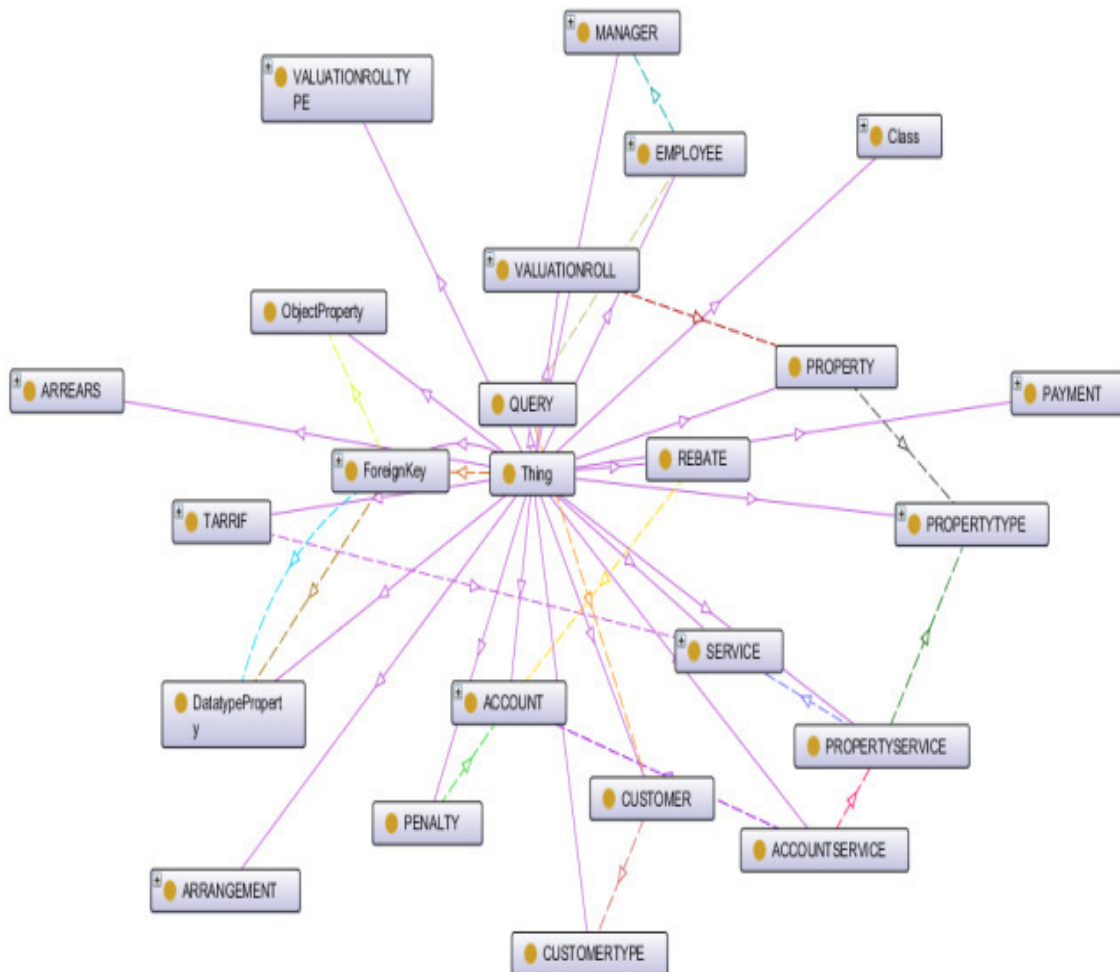 MANAGER
VALUATIONROLLTY
PE
Class
EMPLOYEE
VALUATIONROLL
ObjectProperty
PROPERTY
ARREARS
QUERY
PAYMENT
ForeignKey
Thing
REBATE
TARRIF
PROPERTYTYPE
SERVICE
DatatypePropert
y
ACCOUNT
PROPERTYSERVICE
CUSTOMER
PENALTY
ACCOUNTSERVICE
ARRANGEMENT
CUSTOMERTYPE